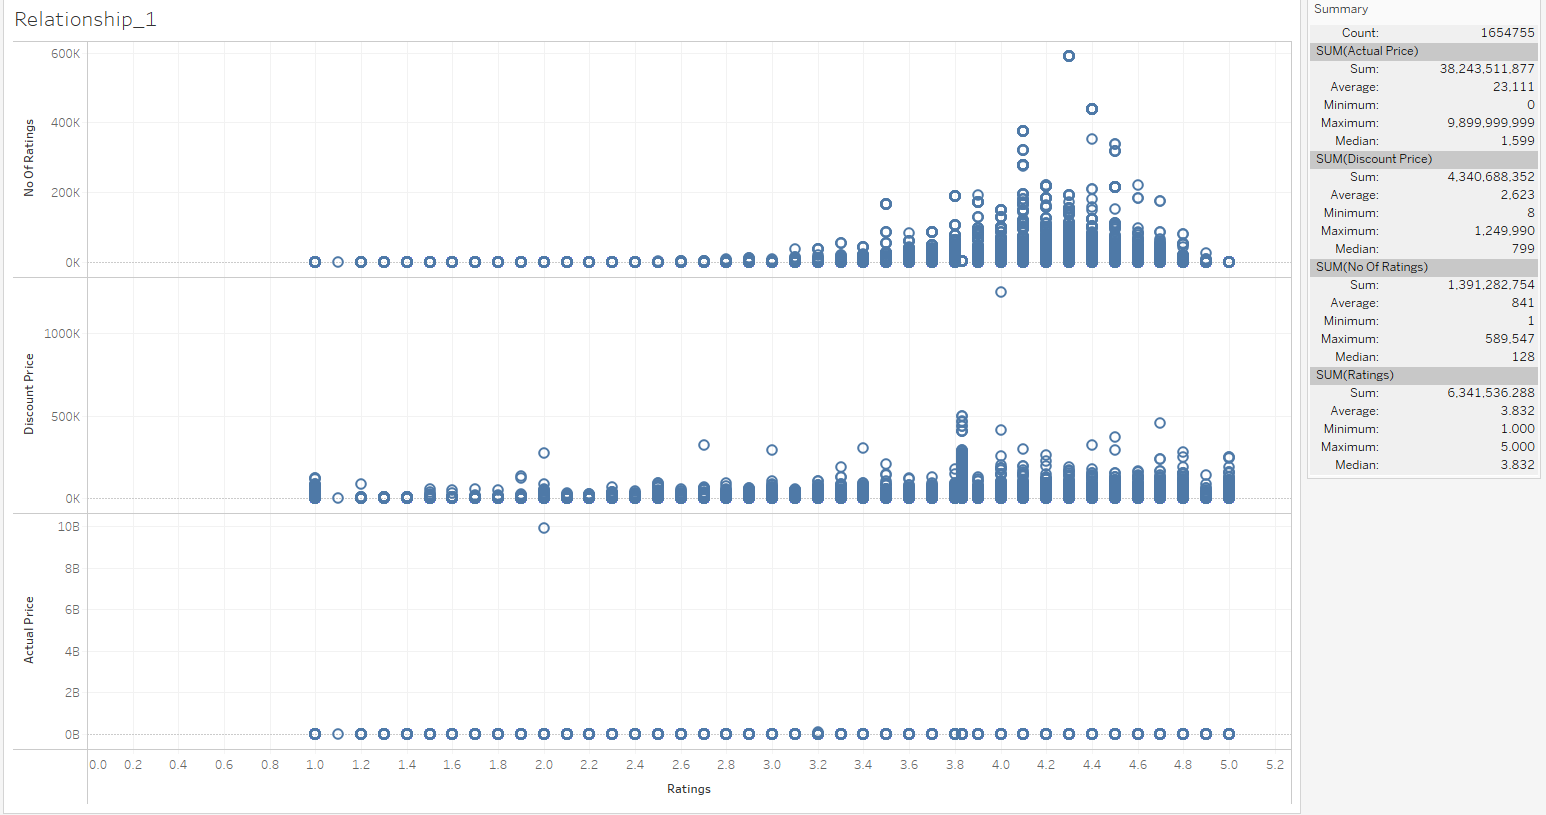 Relationship_1
600K
400K
200K
0K
No Of Ratings
1000K
500K
0K
Discount Price
10B
8B
6B
4B
2B
0B
Actual Price
0.0 0.2 0.4 0.6 0.8 1.0 1.2 1.4 1.6 1.8 2.0 2.2 2.4 2.6 2.8 3.0 3.2 3.4 3.6 3.8 4.0 4.2 4.4 4.6 4.8 5.0 5.2
Ratings
Summary
Count: 1654755
SUM(Actual Price)
Sum: 38,243,511,877
Average: 23,111
Minimum: 0
Maximum: 9,899,999,999
Median: 1,599
SUM(Discount Price)
Sum: 4,340,688,352
Average: 2,623
Minimum: 8
Maximum: 1,249,990
Median: 799
SUM(No Of Ratings)
Sum: 1,391,282,754
Average: 841
Minimum: 1
Maximum: 589,547
Median: 128
SUM(Ratings)
Sum: 6,341,536.288
Average: 3.832
Minimum: 1.000
Maximum: 5.000
Median: 3.832